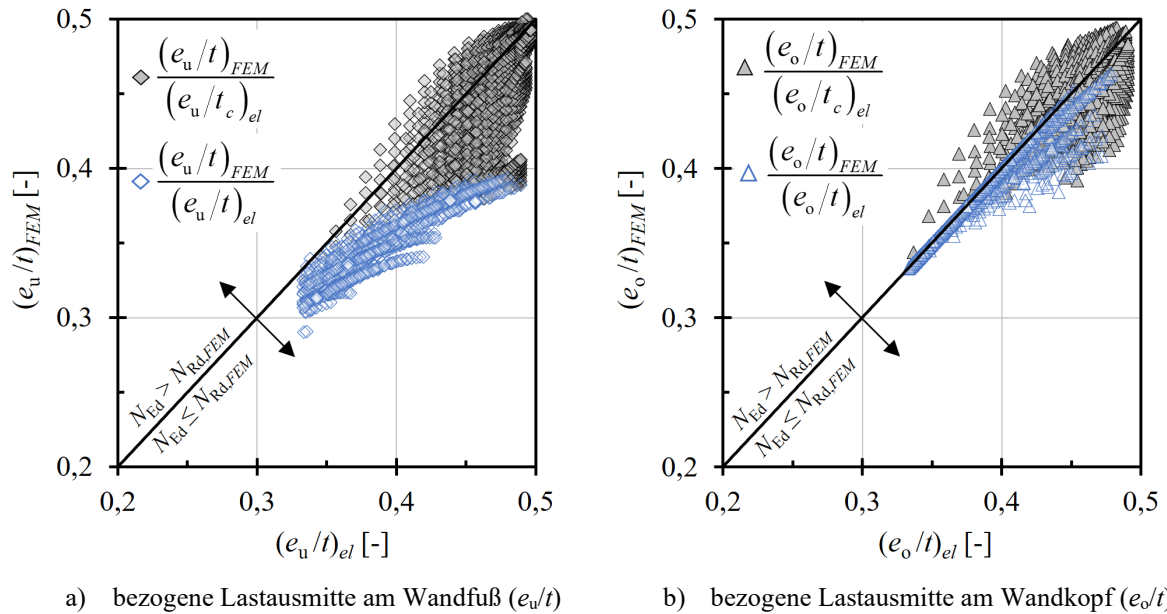 0,5
0,4
0,3
0,2
(e_u/t)_FEM [-]
(e_u/t)_FEM
(e_u/t_c)_el
(e_u/t)_FEM
(e_u/t)_el
N_Ed > N_Rd,FEM
N_Ed ≤ N_Rd,FEM
0,2 0,3 0,4 0,5
(e_u/t)_el [-]
a) bezogene Lastausmitte am Wandfuß (e_u/t)
0,5
0,4
0,3
0,2
(e_o/t)_FEM [-]
(e_o/t)_FEM
(e_o/t_c)_el
(e_o/t)_FEM
(e_o/t)_el
N_Ed > N_Rd,FEM
N_Ed ≤ N_Rd,FEM
0,2 0,3 0,4 0,5
(e_o/t)_el [-]
b) bezogene Lastausmitte am Wandkopf (e_o/t)